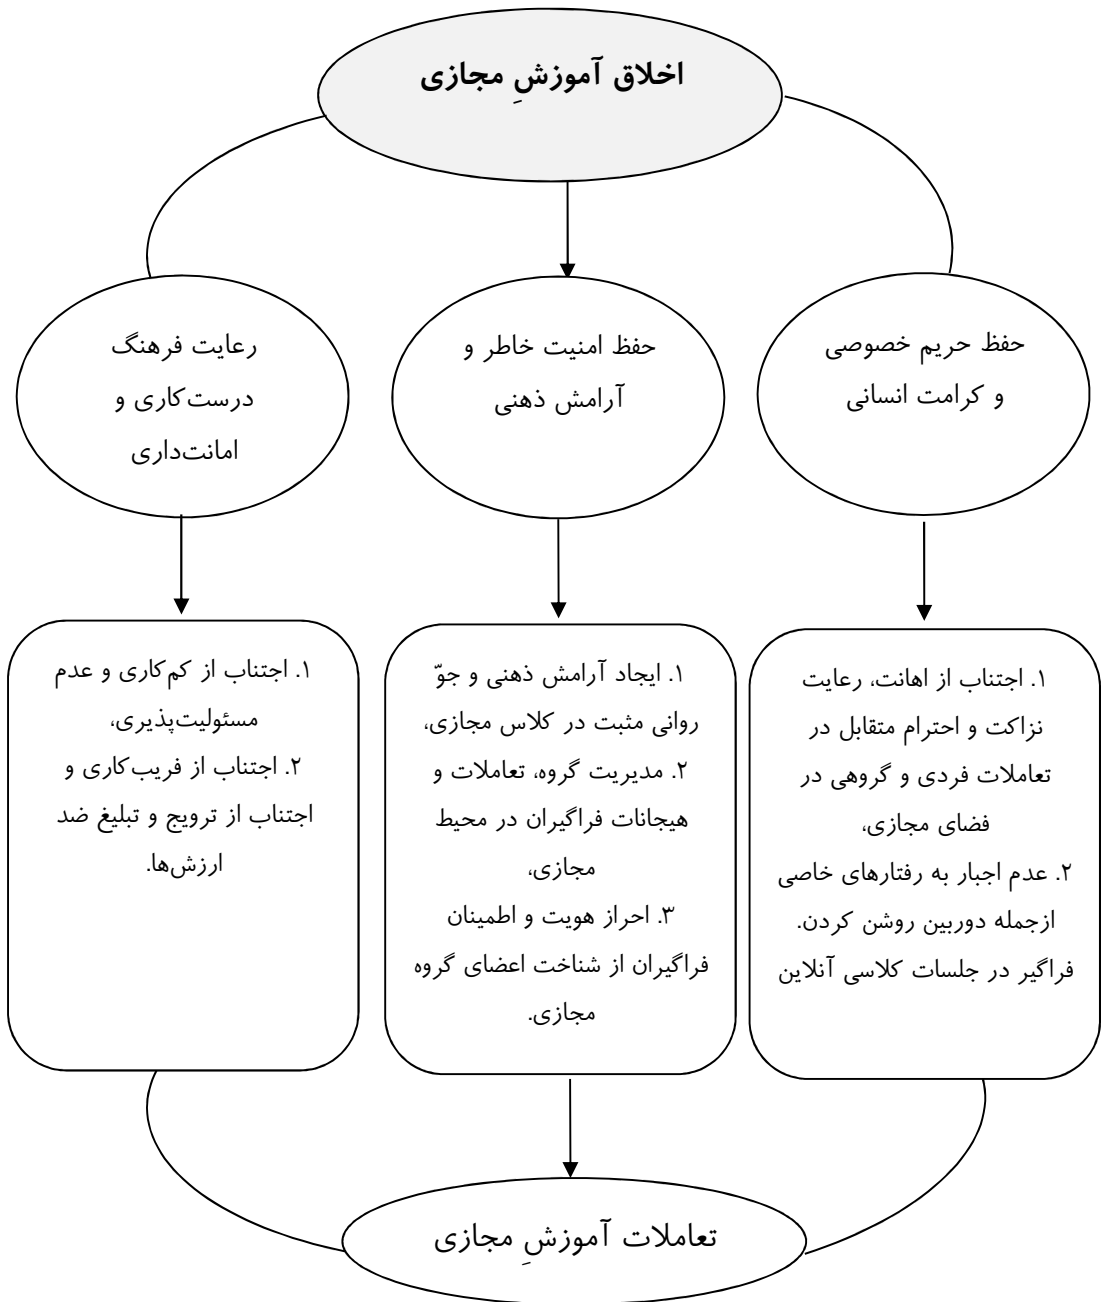 اخلاق آموزشِ مجازی
حفظ حریم خصوصی
و کرامت انسانی
حفظ امنیت خاطر و
آرامش ذهنی
رعایت فرهنگ
درست‌کاری و
امانت‌داری
۱. اجتناب از اهانت، رعایت
نزاکت و احترام متقابل در
تعاملات فردی و گروهی در
فضای مجازی،
۲. عدم اجبار به رفتارهای خاصی
ازجمله دوربین روشن کردن.
فراگیر در جلسات کلاسی آنلاین
۱. ایجاد آرامش ذهنی و جوّ
روانی مثبت در کلاس مجازی،
۲. مدیریت گروه، تعاملات و
هیجانات فراگیران در محیط
مجازی،
۳. احراز هویت و اطمینان
فراگیران از شناخت اعضای گروه
مجازی.
۱. اجتناب از کم‌کاری و عدم
مسئولیت‌پذیری،
۲. اجتناب از فریب‌کاری و
اجتناب از ترویج و تبلیغ ضد
ارزش‌ها.
تعاملات آموزشِ مجازی